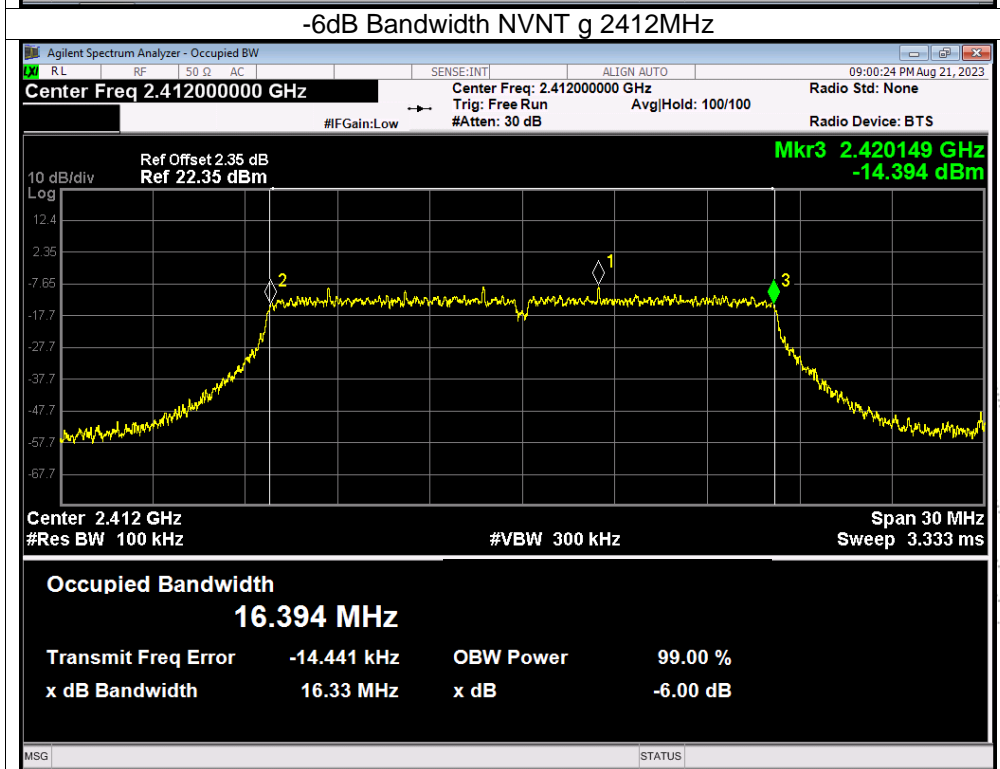 -6dB Bandwidth NVNT g 2412MHz
Agilent Spectrum Analyzer - Occupied BW
LXI RL RF 50 Ω AC SENSE:INT ALIGN AUTO 09:00:24 PM Aug 21, 2023
Center Freq 2.412000000 GHz Center Freq: 2.412000000 GHz Radio Std: None
Trig: Free Run Avg|Hold: 100/100
#IFGain:Low #Atten: 30 dB Radio Device: BTS
Mkr3 2.420149 GHz
-14.394 dBm
Ref Offset 2.35 dB
10 dB/div Ref 22.35 dBm
Log
12.4
2.35
-7.65
-17.7
-27.7
-37.7
-47.7
-57.7
-67.7
2
1
3
Center 2.412 GHz Span 30 MHz
#Res BW 100 kHz #VBW 300 kHz Sweep 3.333 ms
Occupied Bandwidth
16.394 MHz
Transmit Freq Error -14.441 kHz OBW Power 99.00 %
x dB Bandwidth 16.33 MHz x dB -6.00 dB
MSG STATUS